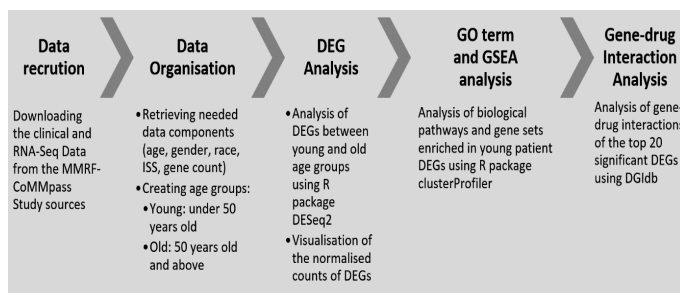 Data
recrution
Downloading
the clinical and
RNA-Seq Data
from the MMRF-
CoMMpass
Study sources
Data
Organisation
•Retrieving needed
data components
(age, gender, race,
ISS, gene count)
•Creating age groups:
•Young: under 50
years old
•Old: 50 years old
and above
DEG
Analysis
•Analysis of
DEGs between
young and old
age groups
using R
package
DESeq2
•Visualisation of
the normalised
counts of DEGs
GO term
and GSEA
analysis
Analysis of biological
pathways and gene sets
enriched in young patient
DEGs using R package
clusterProfiler
Gene-drug
Interaction
Analysis
Analysis of gene-
drug interactions
of the top 20
significant DEGs
using DGIdb